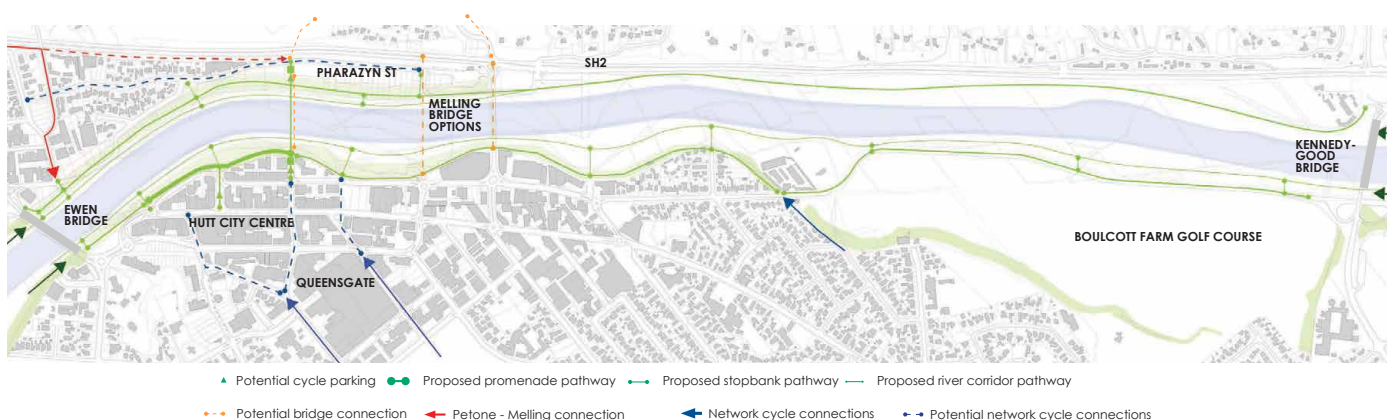 SH2
PHARAZYN ST
MELLING
BRIDGE
OPTIONS
KENNEDY-
GOOD
BRIDGE
EWEN
BRIDGE
HUTT CITY CENTRE
BOULCOTT FARM GOLF COURSE
QUEENSGATE
Potential cycle parking Proposed promenade pathway Proposed stopbank pathway Proposed river corridor pathway
Potential bridge connection Petone - Melling connection Network cycle connections Potential network cycle connections